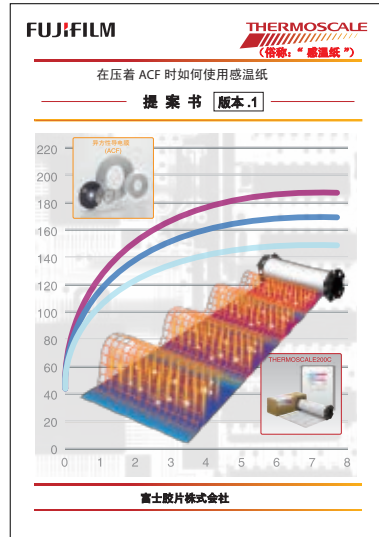 FUJIFILM
THERMOSCALE
(俗称：“ 感温纸 ”)
在压着 ACF 时如何使用感温纸
提 案 书 版本 .1
异方性导电膜
(ACF)
220
200
180
160
140
120
100
80
60
40
20
0
0 1 2 3 4 5 6 7 8
THERMOSCALE200C
富士胶片株式会社